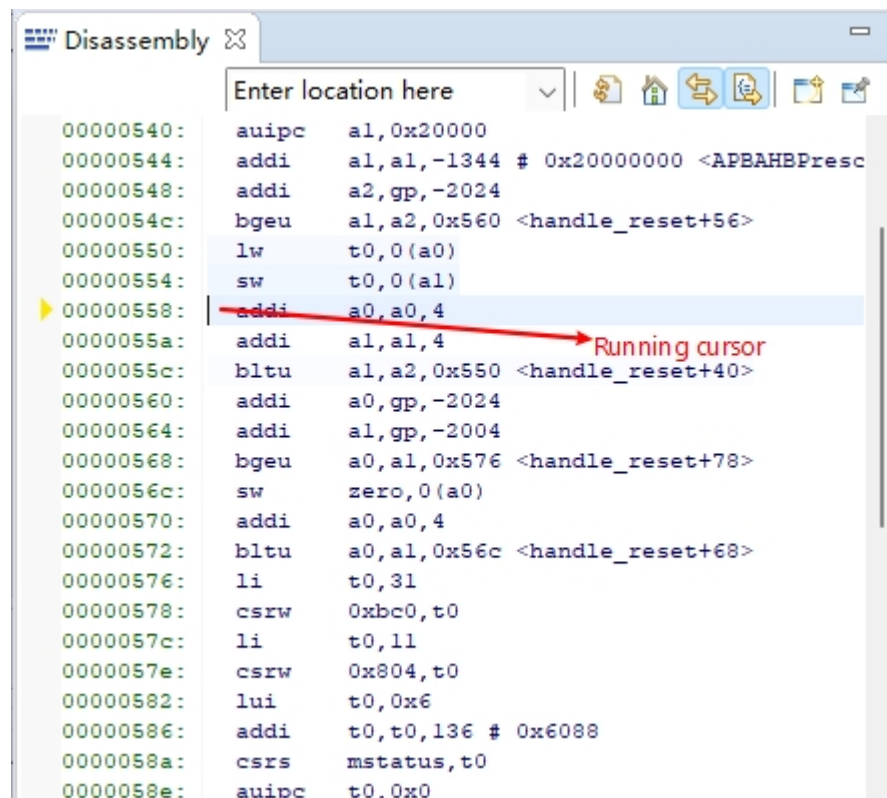 Disassembly
Enter location here
00000540: auipc a1,0x20000
00000544: addi a1,a1,-1344 # 0x20000000 <APBAHBPresc
00000548: addi a2,gp,-2024
0000054c: bgeu a1,a2,0x560 <handle_reset+56>
00000550: lw t0,0(a0)
00000554: sw t0,0(a1)
00000558: addi a0,a0,4
0000055a: addi a1,a1,4
Running cursor
0000055c: bltu a1,a2,0x550 <handle_reset+40>
00000560: addi a0,gp,-2024
00000564: addi a1,gp,-2004
00000568: bgeu a0,a1,0x576 <handle_reset+78>
0000056c: sw zero,0(a0)
00000570: addi a0,a0,4
00000572: bltu a0,a1,0x56c <handle_reset+68>
00000576: li t0,31
00000578: csrw 0xbc0,t0
0000057c: li t0,11
0000057e: csrw 0x804,t0
00000582: lui t0,0x6
00000586: addi t0,t0,136 # 0x6088
0000058a: csrs mstatus,t0
0000058e: auipc t0,0x0